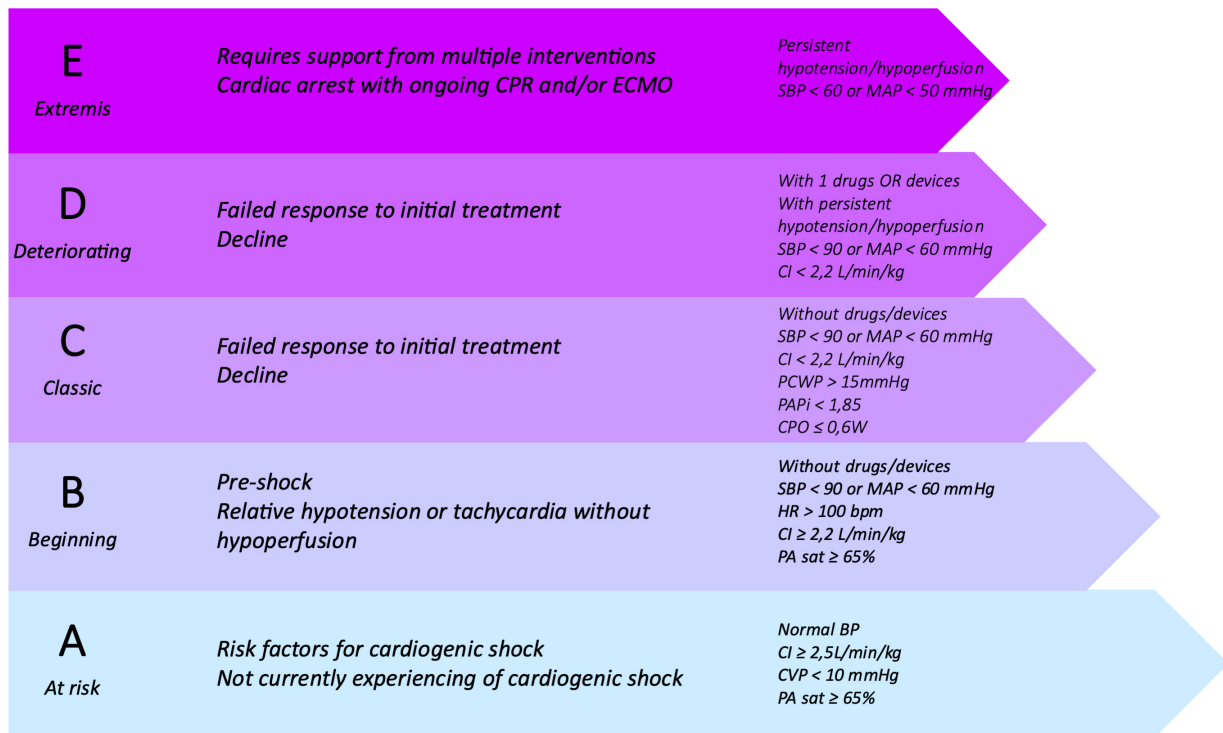 E
Extremis
Requires support from multiple interventions
Cardiac arrest with ongoing CPR and/or ECMO
Persistent
hypotension/hypoperfusion
SBP < 60 or MAP < 50 mmHg
D
Deteriorating
Failed response to initial treatment
Decline
With 1 drugs OR devices
With persistent
hypotension/hypoperfusion
SBP < 90 or MAP < 60 mmHg
CI < 2,2 L/min/kg
C
Classic
Failed response to initial treatment
Decline
Without drugs/devices
SBP < 90 or MAP < 60 mmHg
CI < 2,2 L/min/kg
PCWP > 15mmHg
PAPi < 1,85
CPO ≤ 0,6W
B
Beginning
Pre-shock
Relative hypotension or tachycardia without
hypoperfusion
Without drugs/devices
SBP < 90 or MAP < 60 mmHg
HR > 100 bpm
CI ≥ 2,2 L/min/kg
PA sat ≥ 65%
A
At risk
Risk factors for cardiogenic shock
Not currently experiencing of cardiogenic shock
Normal BP
CI ≥ 2,5L/min/kg
CVP < 10 mmHg
PA sat ≥ 65%